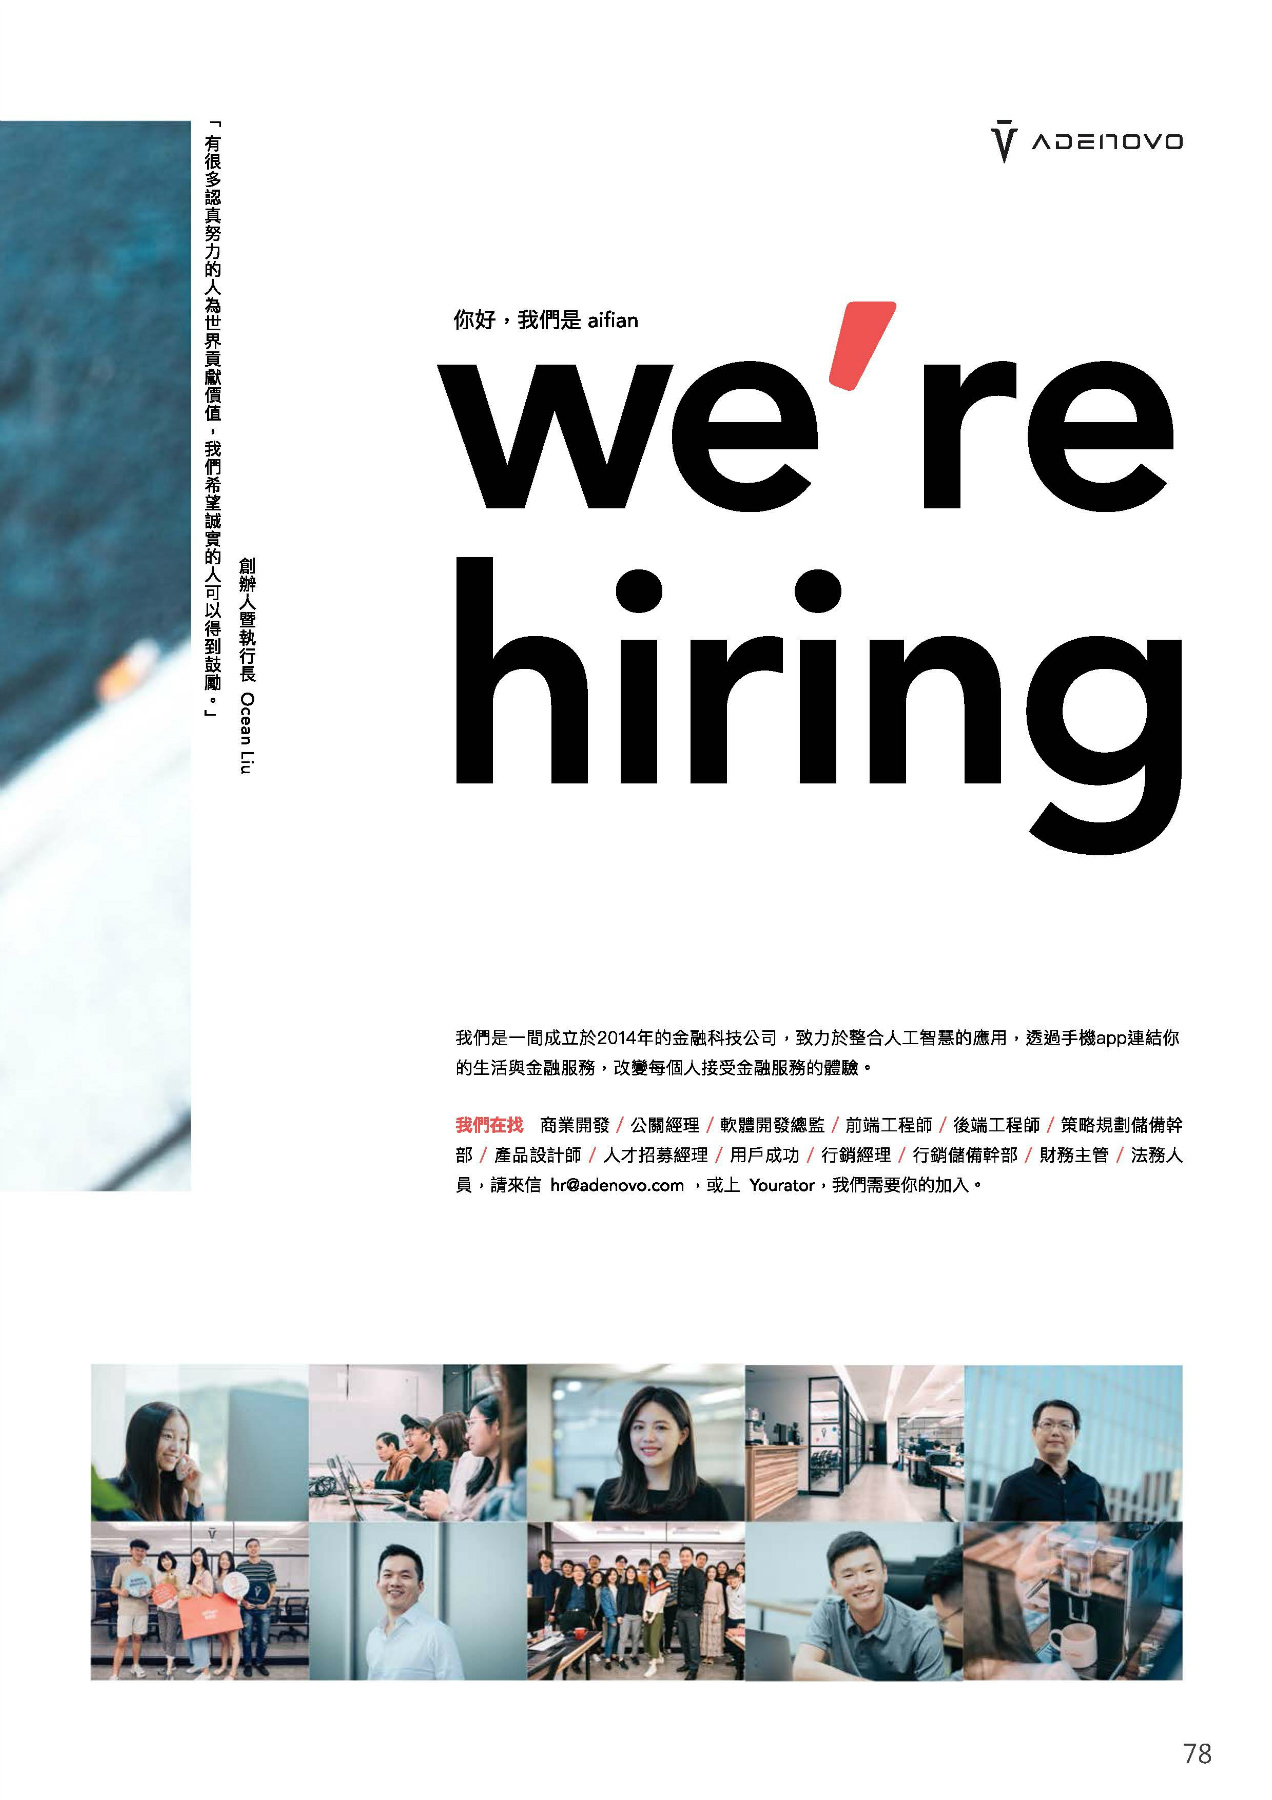 ADENOVO
「有很多認真努力的人為世界貢獻價值，我們希望誠實的人可以得到鼓勵。」
創辦人暨執行長 Ocean Liu
你好，我們是 aifian
we're
hiring
我們是一間成立於2014年的金融科技公司，致力於整合人工智慧的應用，透過手機app連結你
的生活與金融服務，改變每個人接受金融服務的體驗。
我們在找 商業開發 / 公關經理 / 軟體開發總監 / 前端工程師 / 後端工程師 / 策略規劃儲備幹
部 / 產品設計師 / 人才招募經理 / 用戶成功 / 行銷經理 / 行銷儲備幹部 / 財務主管 / 法務人
員，請來信 hr@adenovo.com ，或上 Yourator，我們需要你的加入。
78